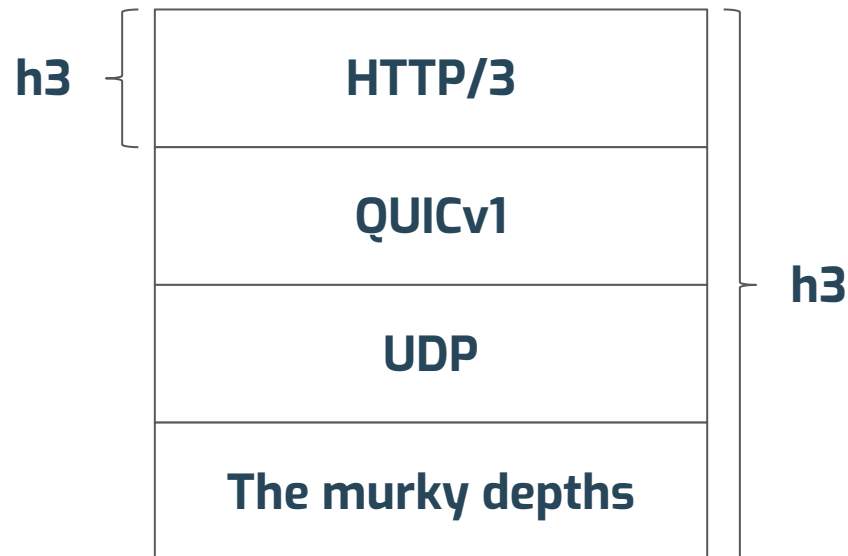 h3
HTTP/3
QUICv1
h3
UDP
The murky depths